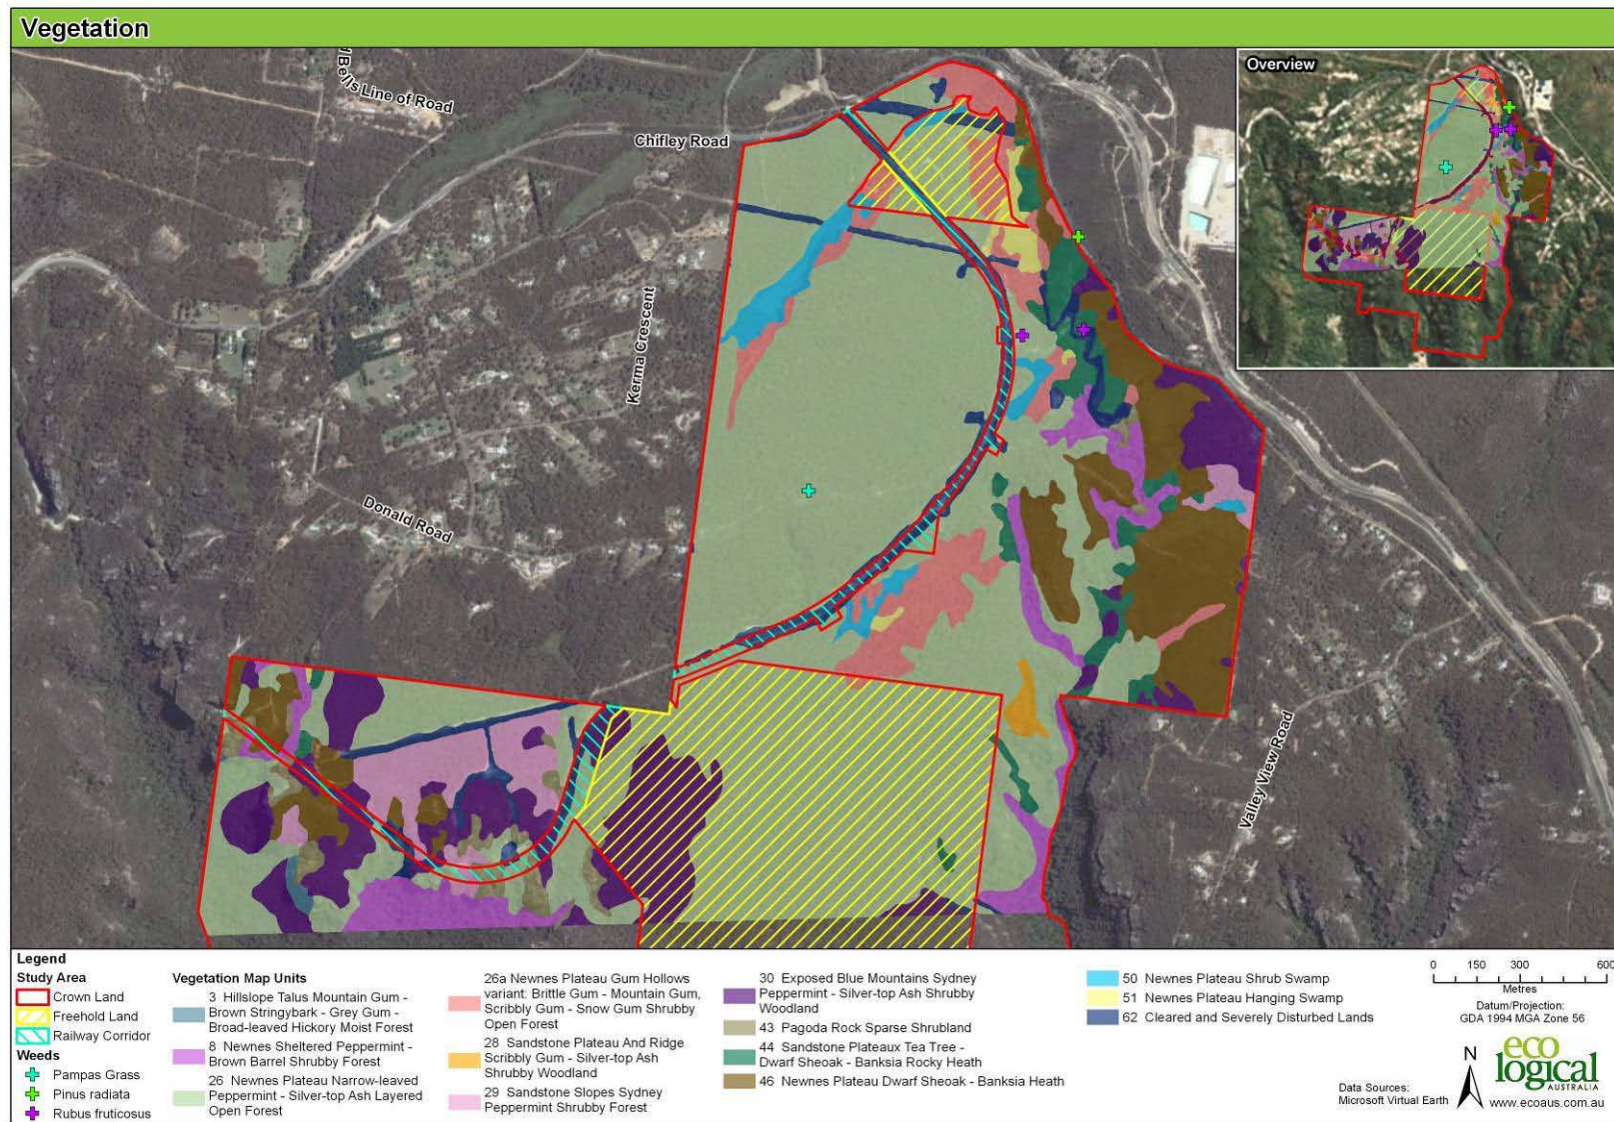 Vegetation
Bells Line of Road
Chifley Road
Kerma Crescent
Donald Road
Valley View Road
Overview
Legend
Study Area
Crown Land
Freehold Land
Railway Corridor
Weeds
Pampas Grass
Pinus radiata
Rubus fruticosus
Vegetation Map Units
3 Hillslope Talus Mountain Gum -
Brown Stringybark - Grey Gum -
Broad-leaved Hickory Moist Forest
8 Newnes Sheltered Peppermint -
Brown Barrel Shrubby Forest
26 Newnes Plateau Narrow-leaved
Peppermint - Silver-top Ash Layered
Open Forest
26a Newnes Plateau Gum Hollows
variant: Brittle Gum - Mountain Gum,
Scribly Gum - Snow Gum Shrubby
Open Forest
28 Sandstone Plateau And Ridge
Scribly Gum - Silver-top Ash
Shrubby Woodland
29 Sandstone Slopes Sydney
Peppermint Shrubby Forest
30 Exposed Blue Mountains Sydney
Peppermint - Silver-top Ash Shrubby
Woodland
43 Pagoda Rock Sparse Shrubland
44 Sandstone Plateaux Tea Tree -
Dwarf Sheoak - Banksia Rocky Heath
46 Newnes Plateau Dwarf Sheoak - Banksia Heath
50 Newnes Plateau Shrub Swamp
51 Newnes Plateau Hanging Swamp
62 Cleared and Severely Disturbed Lands
0 150 300 600
Metres
Datum/Projection:
GDA 1994 MGA Zone 56
N
eco
logical
AUSTRALIA
www.ecoaus.com.au
Data Sources:
Microsoft Virtual Earth